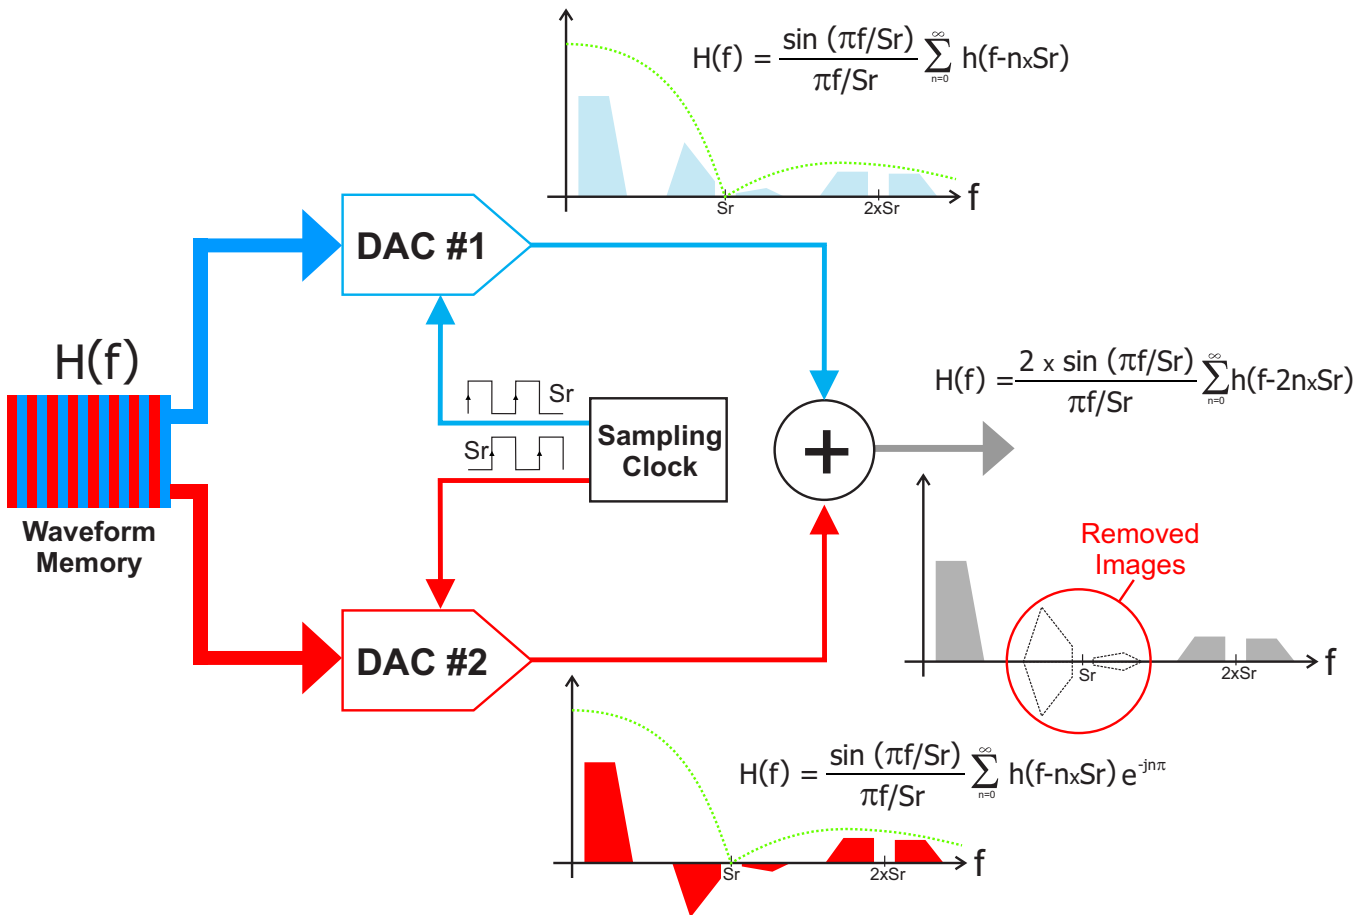 H(f) = sin (πf/Sr) / πf/Sr ∞ ∑ n=0 h(f-nxSr)
f
Sr
2xSr
DAC #1
H(f)
Waveform
Memory
Sr
Sr
Sampling
Clock
+
H(f) = 2 x sin (πf/Sr) / πf/Sr ∞ ∑ n=0 h(f-2nxSr)
Removed
Images
Sr
2xSr
f
DAC #2
H(f) = sin (πf/Sr) / πf/Sr ∞ ∑ n=0 h(f-nxSr) e^-jnπ
f
Sr
2xSr